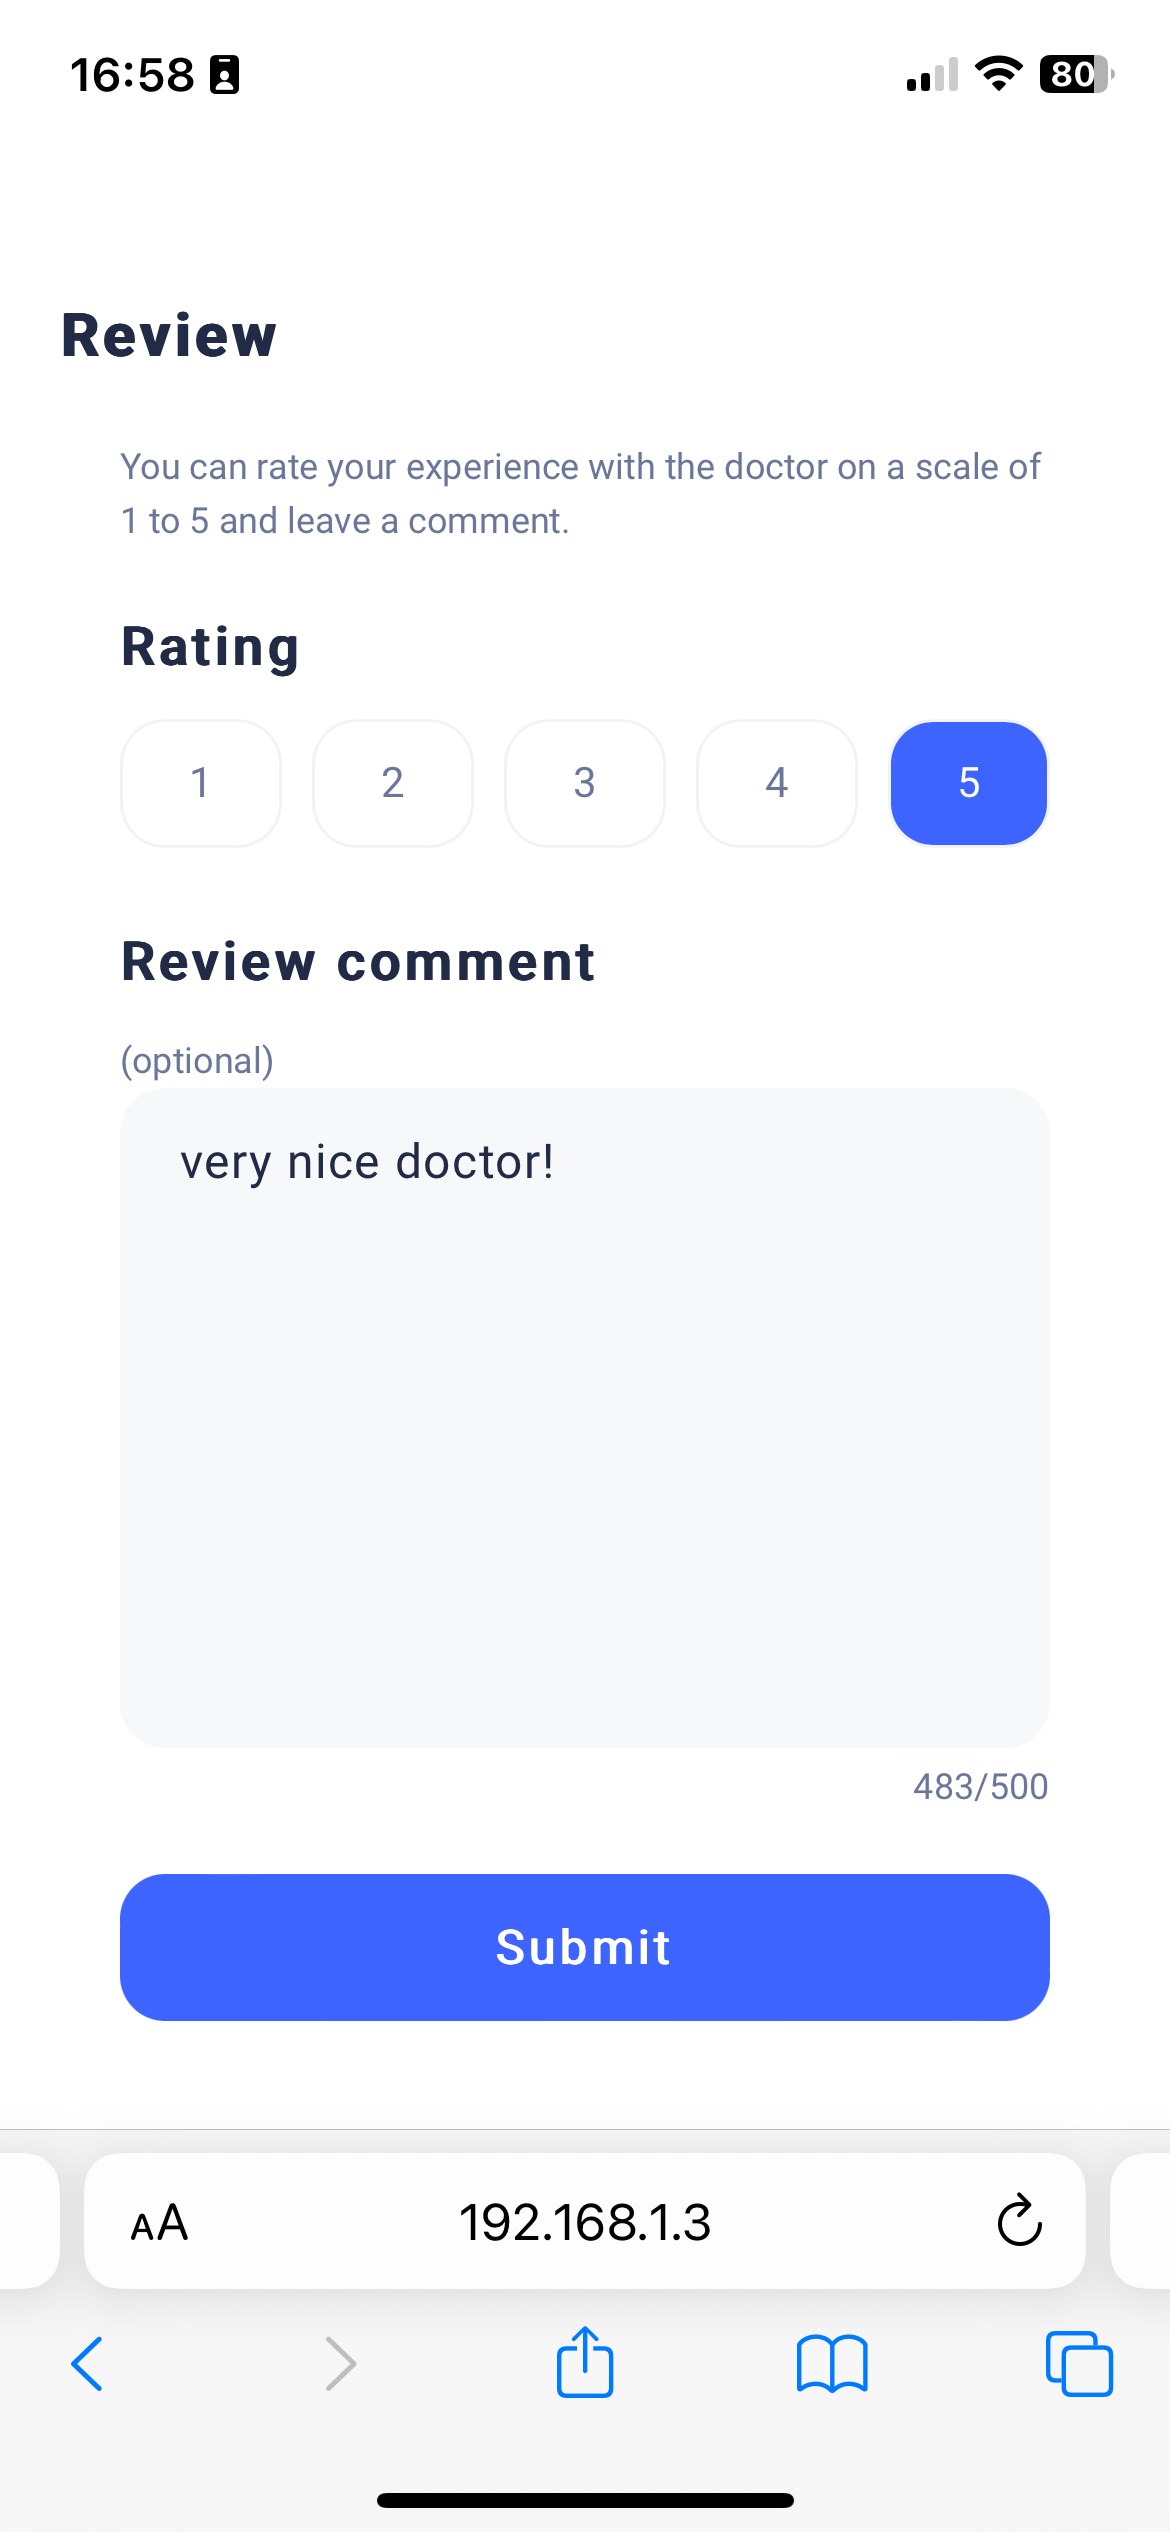 16:58
80
Review
You can rate your experience with the doctor on a scale of
1 to 5 and leave a comment.
Rating
1 2 3 4 5
Review comment
(optional)
very nice doctor!
483/500
Submit
AA 192.168.1.3